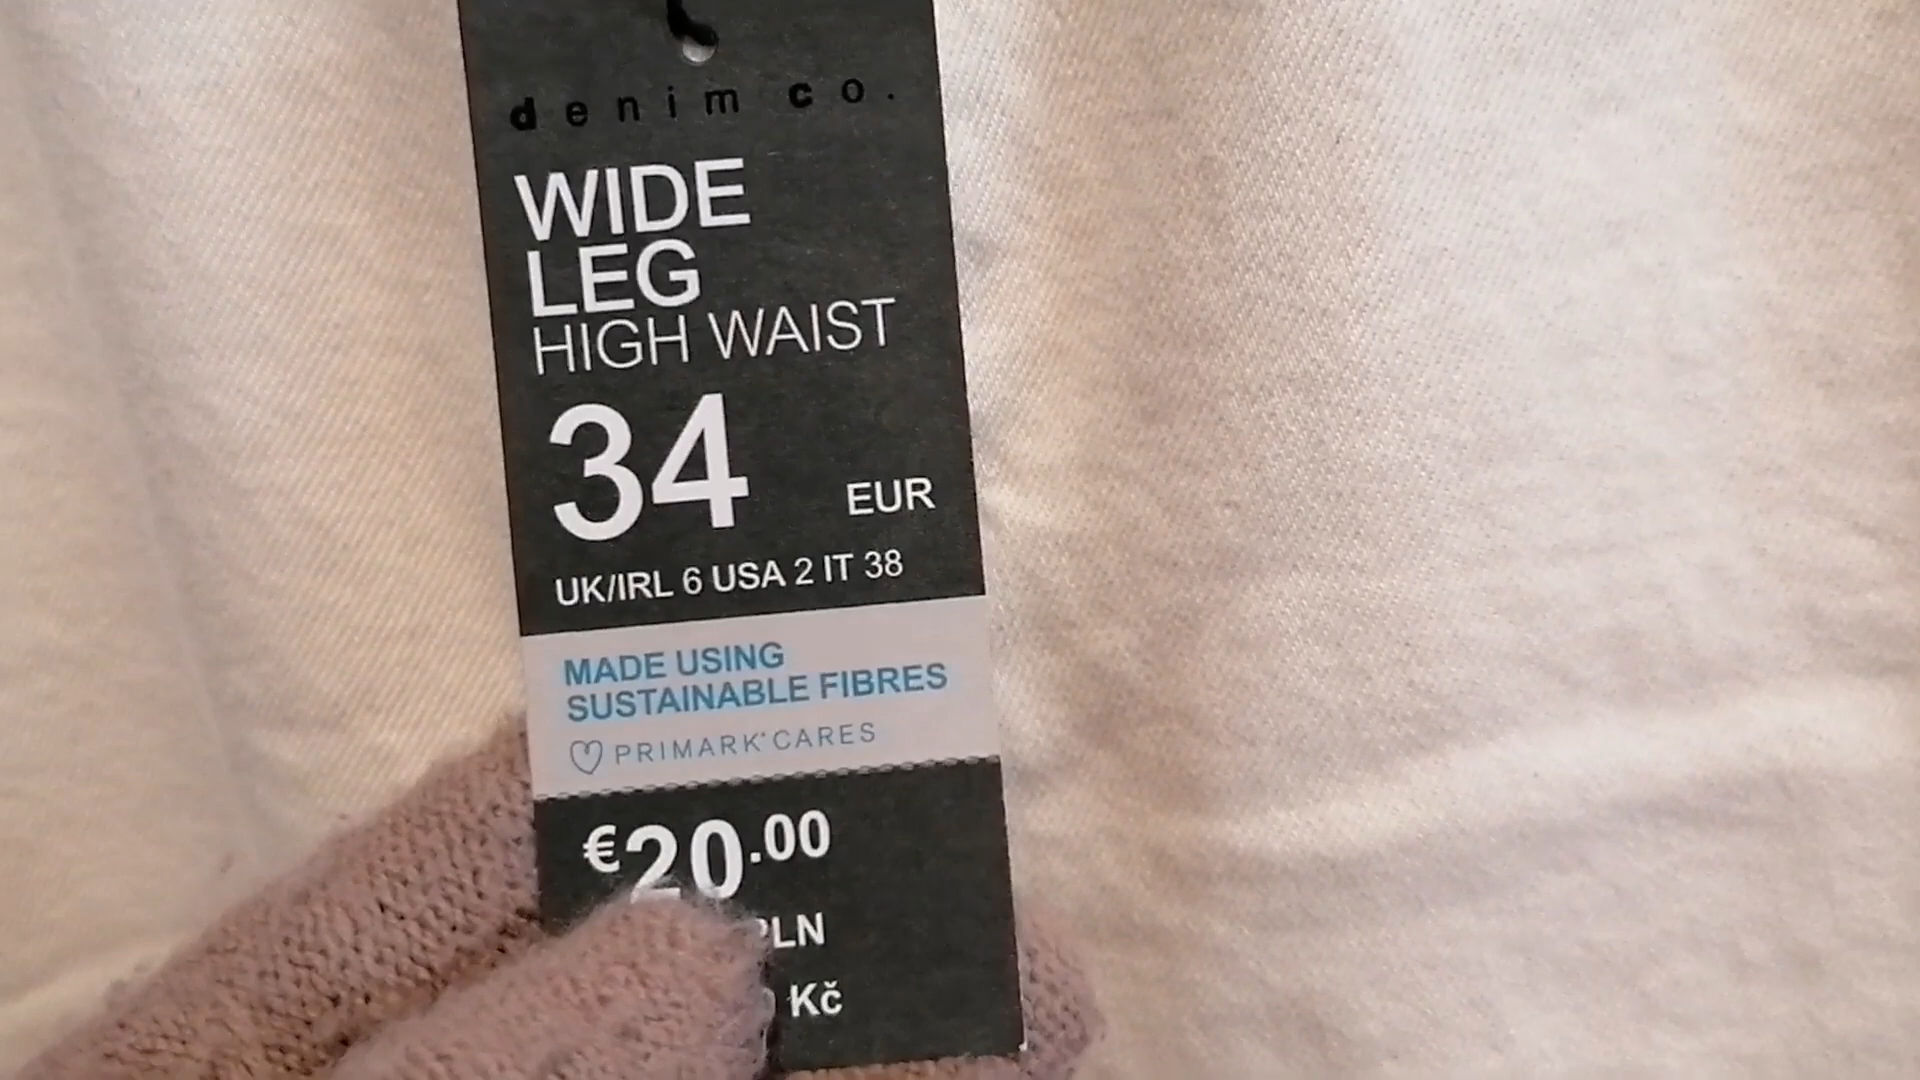 denim co.
WIDE
LEG
HIGH WAIST
34 EUR
UK/IRL 6 USA 2 IT 38
MADE USING
SUSTAINABLE FIBRES
PRIMARK® CARES
€20.00
PLN
Kč